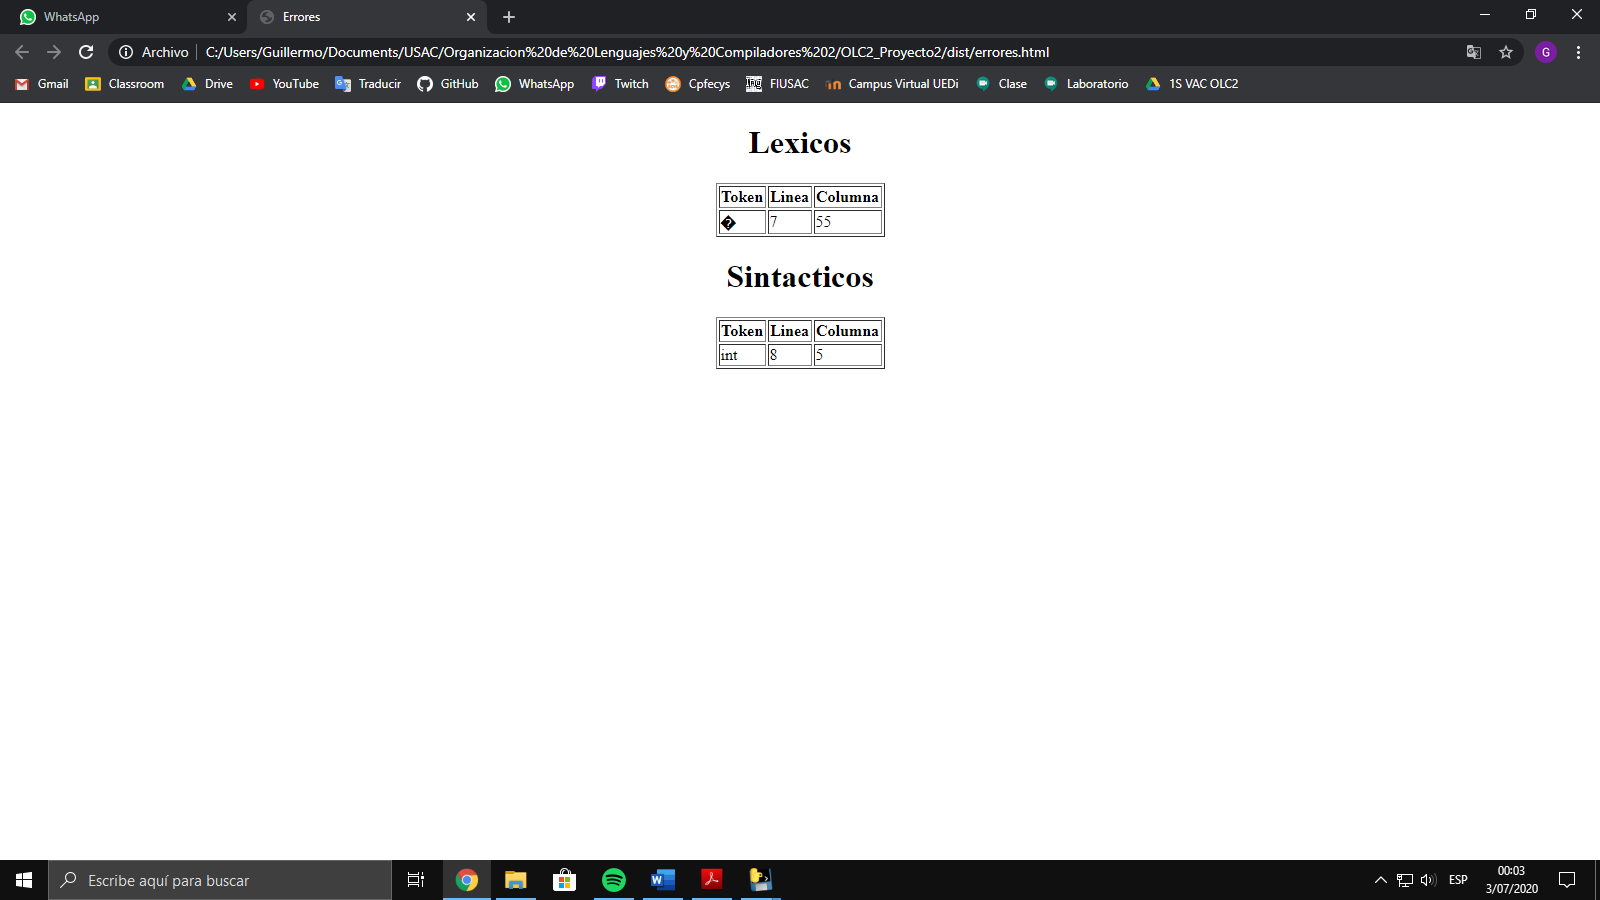 WhatsApp
Errores
Archivo C:/Users/Guillermo/Documents/USAC/Organizacion%20de%20Lenguajes%20y%20Compiladores%202/OLC2_Proyecto2/dist/errores.html
G
Gmail Classroom Drive YouTube Traducir GitHub WhatsApp Twitch Cpfecys FIUSAC Campus Virtual UEDi Clase Laboratorio 1S VAC OLC2
Lexicos
Token Linea Columna
� 7 55
Sintacticos
Token Linea Columna
int 8 5
Escribe aquí para buscar
ESP
00:03
3/07/2020